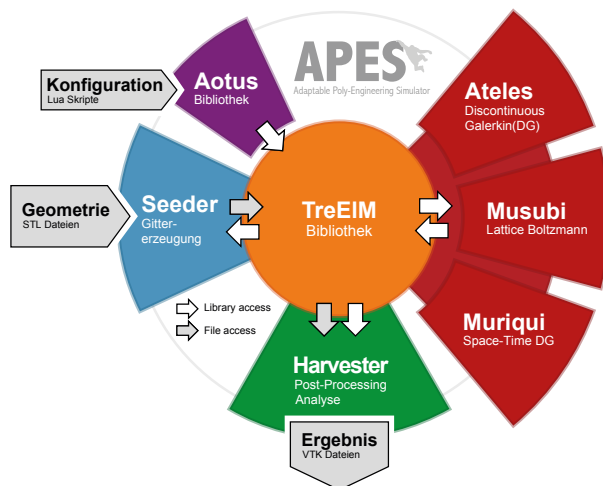 APES
Adaptable Poly-Engineering Simulator
Konfiguration
Lua Skripte
Aotus
Bibliothek
Ateles
Discontinuous
Galerkin(DG)
Geometrie
STL Dateien
Seeder
Gitter-
erzeugung
TreElM
Bibliothek
Musubi
Lattice Boltzmann
Library access
File access
Muriqui
Space-Time DG
Harvester
Post-Processing
Analyse
Ergebnis
VTK Dateien